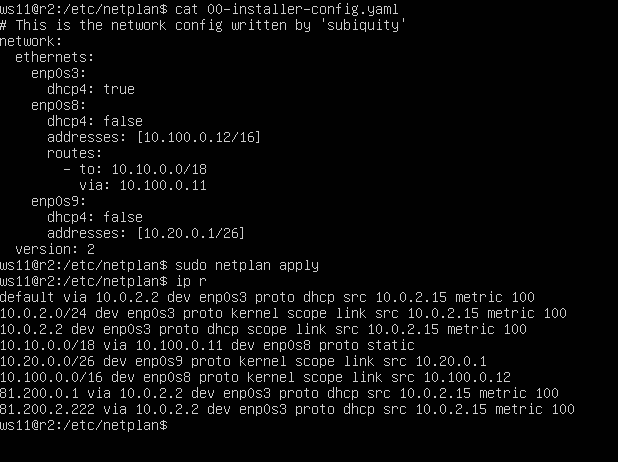 ws11@r2:/etc/netplan$ cat 00-installer-config.yaml
# This is the network config written by 'subiquity'
network:
  ethernets:
    enp0s3:
      dhcp4: true
    enp0s8:
      dhcp4: false
      addresses: [10.100.0.12/16]
      routes:
        - to: 10.10.0.0/18
          via: 10.100.0.11
    enp0s9:
      dhcp4: false
      addresses: [10.20.0.1/26]
  version: 2
ws11@r2:/etc/netplan$ sudo netplan apply
ws11@r2:/etc/netplan$ ip r
default via 10.0.2.2 dev enp0s3 proto dhcp src 10.0.2.15 metric 100
10.0.2.0/24 dev enp0s3 proto kernel scope link src 10.0.2.15 metric 100
10.0.2.2 dev enp0s3 proto dhcp scope link src 10.0.2.15 metric 100
10.10.0.0/18 via 10.100.0.11 dev enp0s8 proto static
10.20.0.0/26 dev enp0s9 proto kernel scope link src 10.20.0.1
10.100.0.0/16 dev enp0s8 proto kernel scope link src 10.100.0.12
81.200.0.1 via 10.0.2.2 dev enp0s3 proto dhcp src 10.0.2.15 metric 100
81.200.2.222 via 10.0.2.2 dev enp0s3 proto dhcp src 10.0.2.15 metric 100
ws11@r2:/etc/netplan$